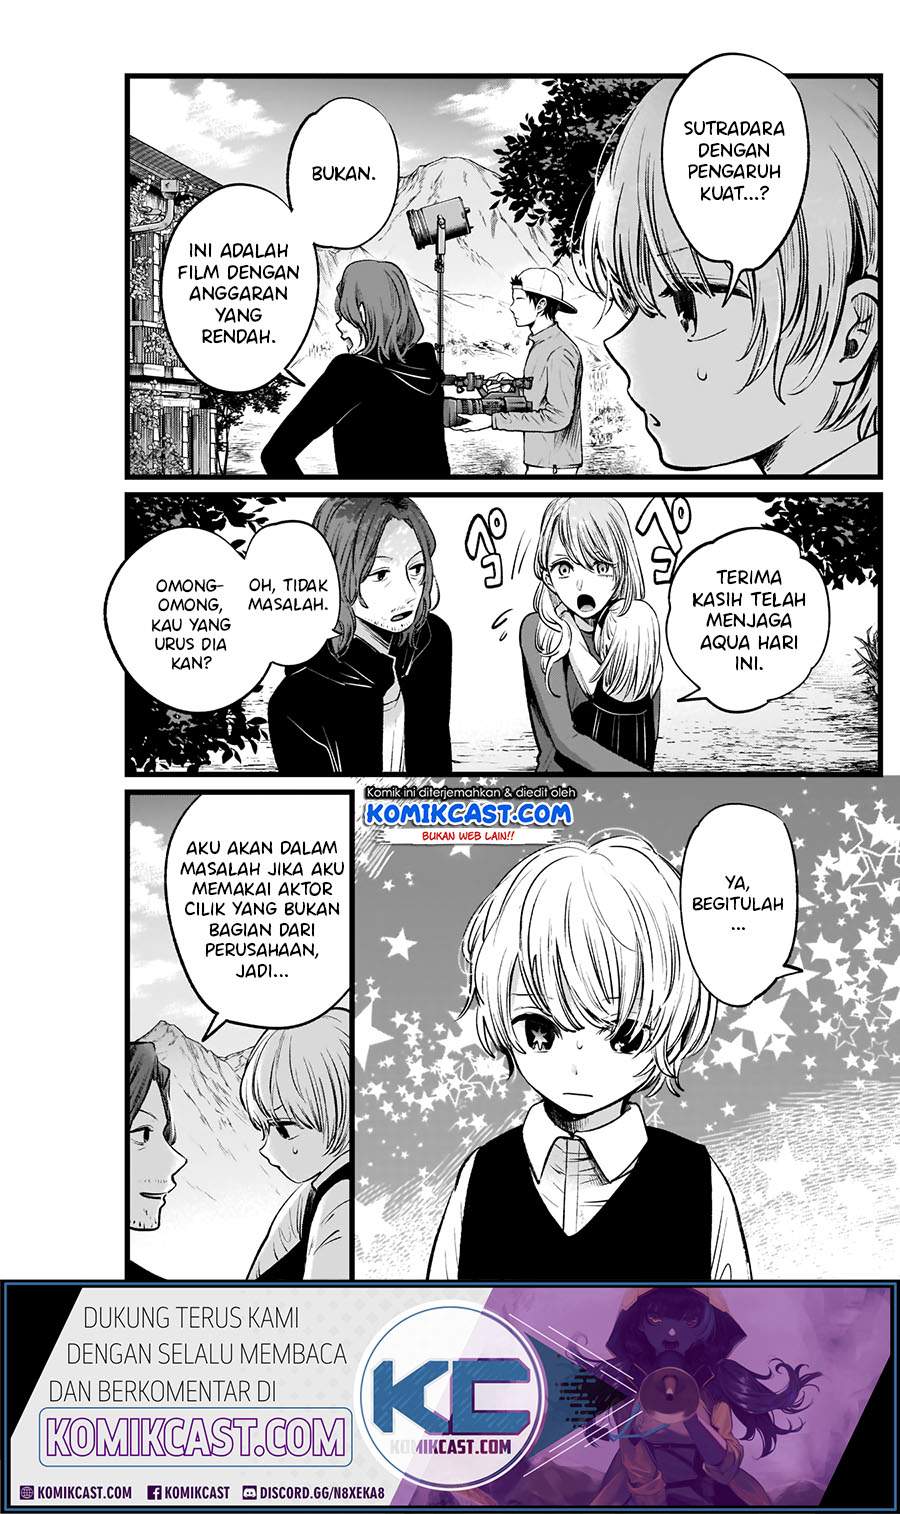 SUTRADARA
DENGAN
PENGARUH
KUAT...?
BUKAN.
INI ADALAH
FILM DENGAN
ANGGARAN
YANG
RENDAH.
TERIMA
KASIH TELAH
MENJAGA
AQUA HARI
INI.
ペコ
ペコ
OH, TIDAK
MASALAH.
OMONG-
OMONG,
KAU YANG
URUS DIA
KAN?
Komik ini diterjemahkan & diedit oleh
KOMIKCAST.COM
BUKAN WEB LAIN!!
YA,
BEGITULAH
...
AKU AKAN DALAM
MASALAH JIKA AKU
MEMAKAI AKTOR
CILIK YANG BUKAN
BAGIAN DARI
PERUSAHAAN,
JADI...
DUKUNG TERUS KAMI
DENGAN SELALU MEMBACA
DAN BERKOMENTAR DI
KOMIKCAST.COM
KC
KOMIKCAST.COM
KOMIKCAST.COM KOMIKCAST DISCORD.GG/N8XEKA8